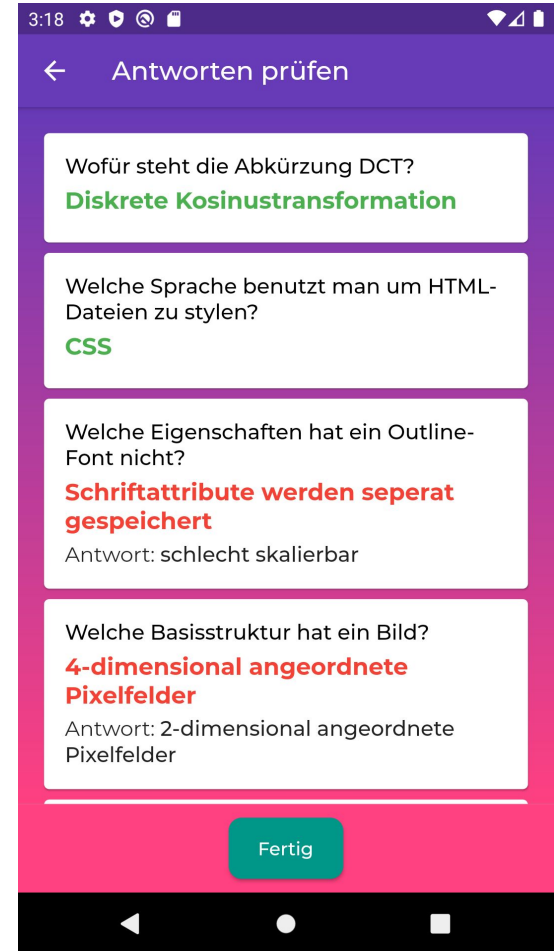 3:18
Antworten prüfen
Wofür steht die Abkürzung DCT?
Diskrete Kosinustransformation
Welche Sprache benutzt man um HTML-
Dateien zu stylen?
CSS
Welche Eigenschaften hat ein Outline-
Font nicht?
Schriftattribute werden seperat
gespeichert
Antwort: schlecht skalierbar
Welche Basisstruktur hat ein Bild?
4-dimensional angeordnete
Pixelfelder
Antwort: 2-dimensional angeordnete
Pixelfelder
Fertig